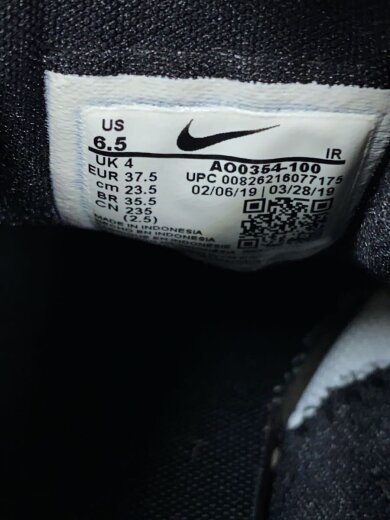 US
6.5
IR
UK 4
AO0354-100
EUR 37.5
UPC 00826216077175
cm 23.5
02/06/19 | 03/28/19
BR 35.5
CN 235
(2.5)
MADE IN INDONESIA